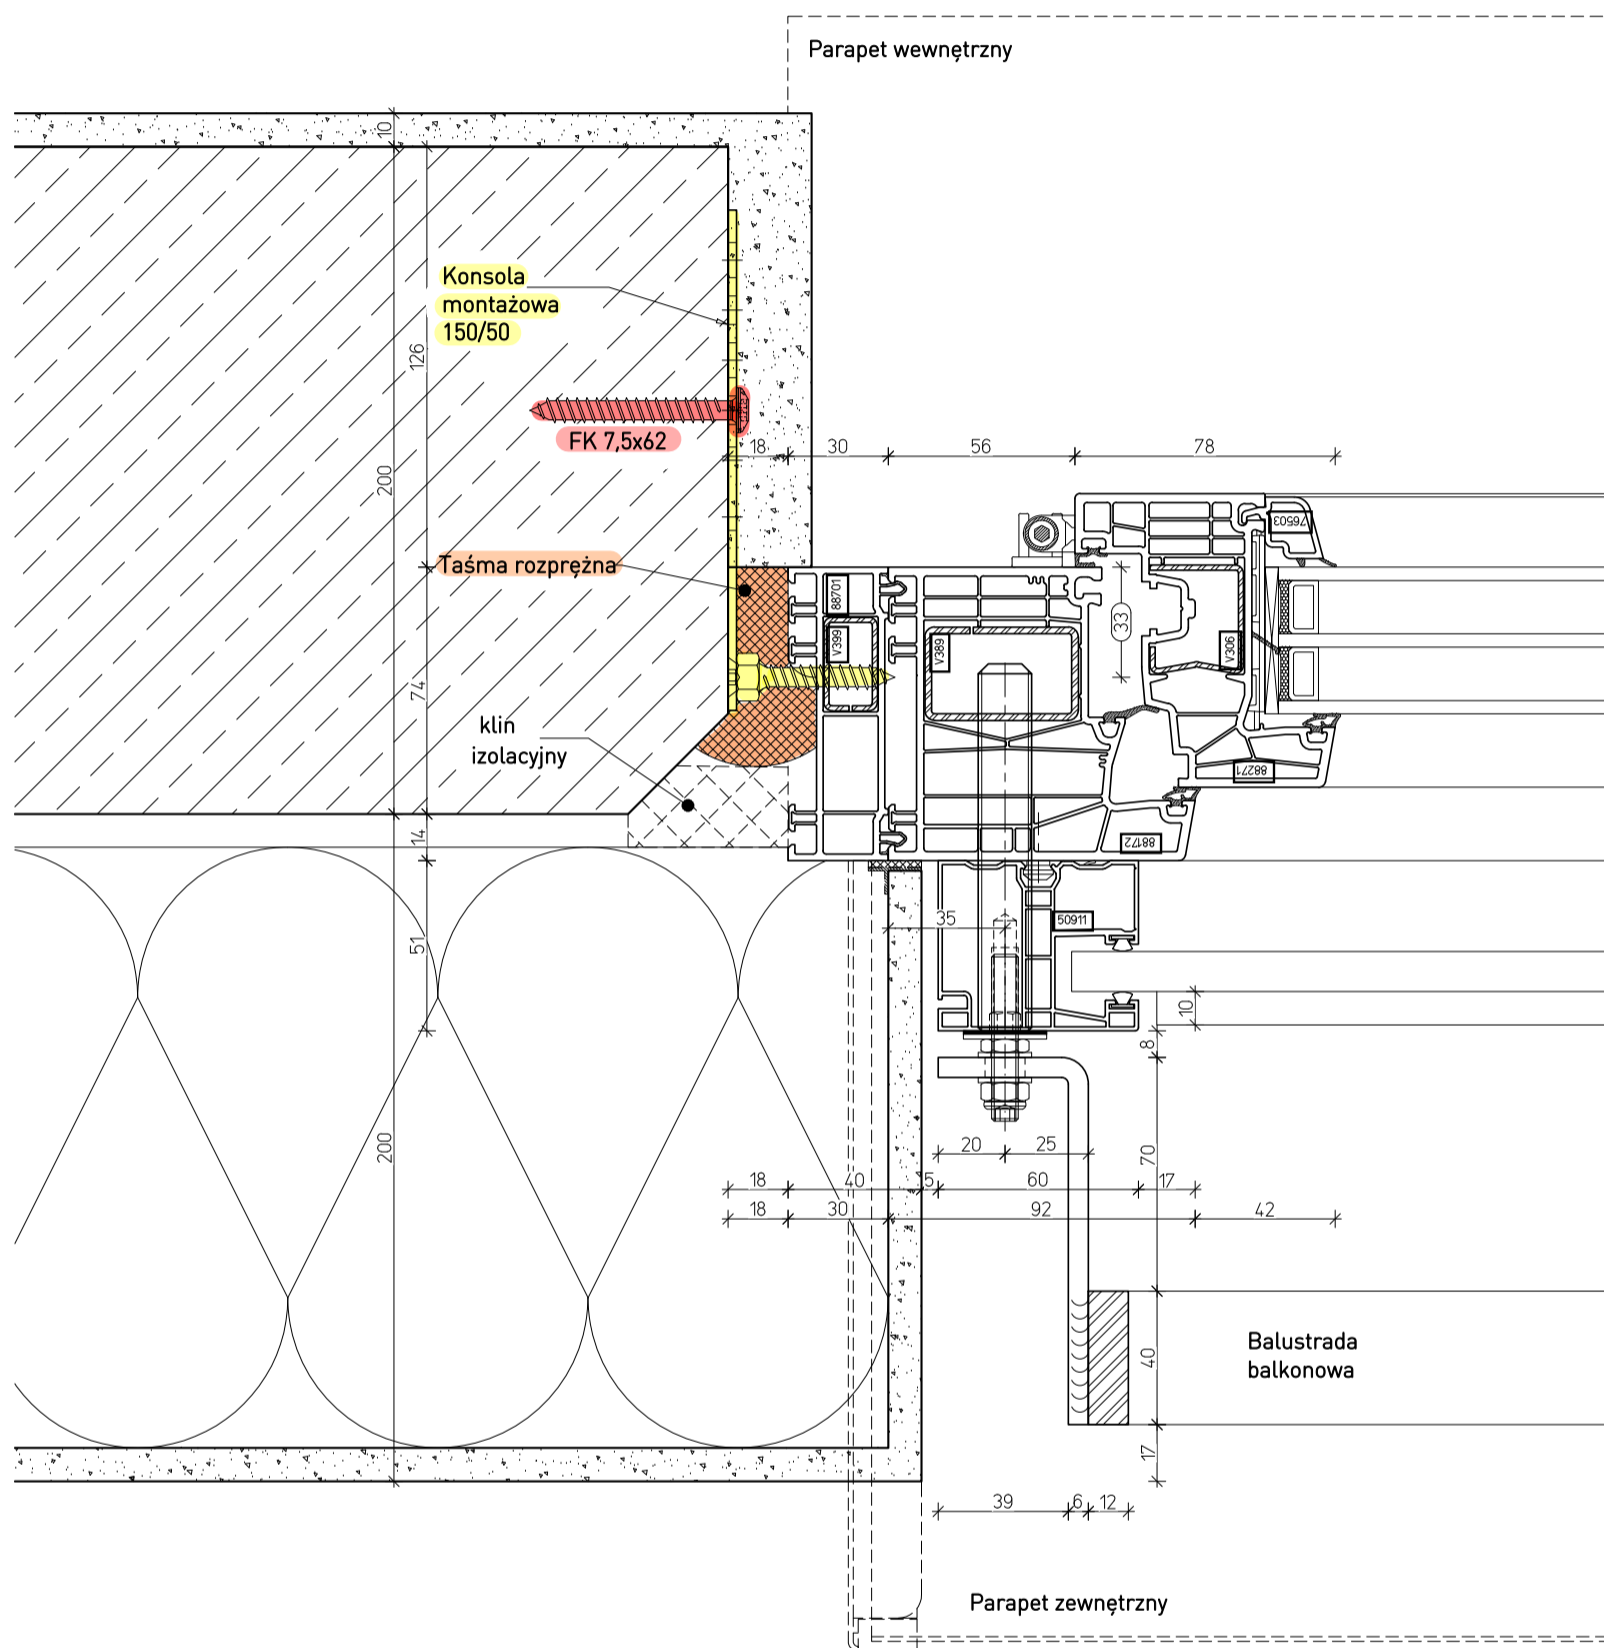 Parapet wewnętrzny
10
Konsola
montażowa
150/50
126
FK 7,5x62
18 30 56 78
200
76503
Taśma rozprężna
88701
V399
V389
33
V306
74
klin
izolacyjny
88271
14
88172
35
50911
51
10
8
20 25
70
200
18 40 5 60 17
18 30 92 42
Balustrada
balkonowa
40
17
39 6 12
Parapet zewnętrzny